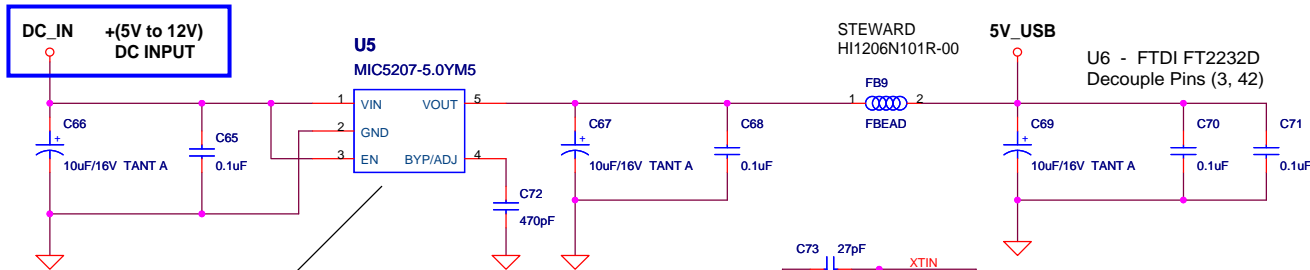 DC_IN +(5V to 12V)
DC INPUT
U5
MIC5207-5.0YM5
1 VIN VOUT 5
2 GND
3 EN BYP/ADJ 4
C66
10uF/16V TANT A
C65
0.1uF
C72
470pF
C67
10uF/16V TANT A
C68
0.1uF
STEWARD
HI1206N101R-00
FB9
1 2
FBEAD
5V_USB
U6 - FTDI FT2232D
Decouple Pins (3, 42)
C69
10uF/16V TANT A
C70
0.1uF
C71
0.1uF
C73 27pF
XTIN